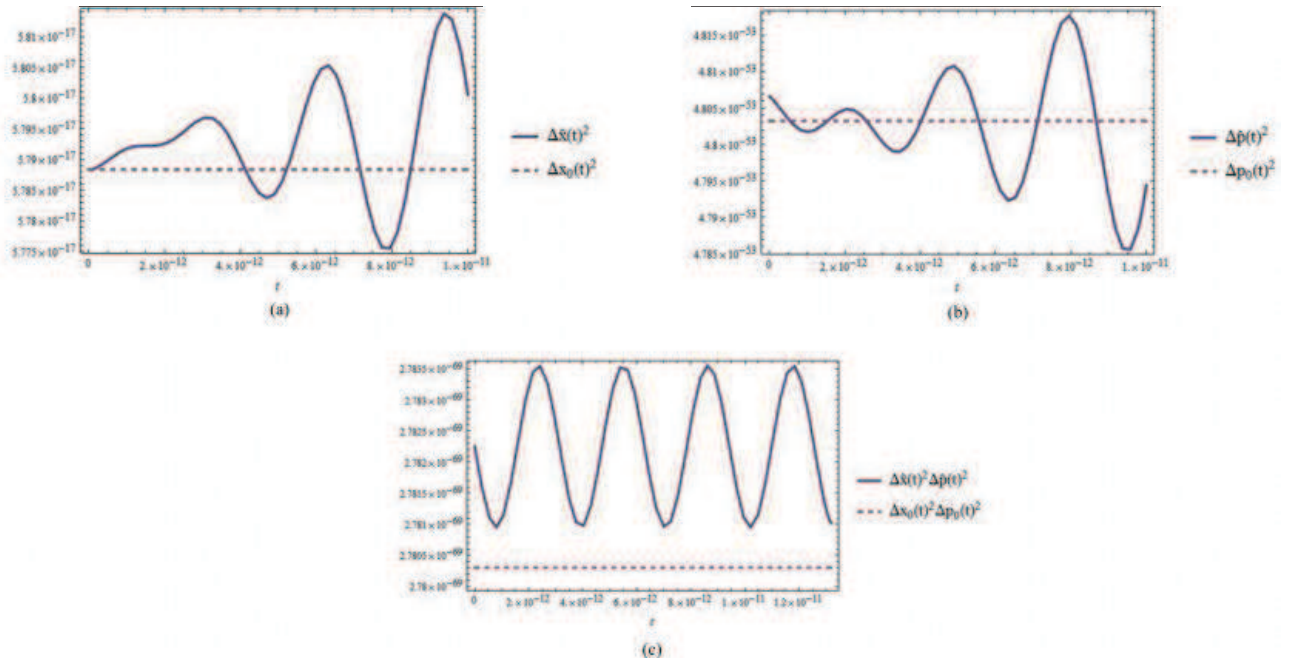 5.81×10⁻¹⁷
5.805×10⁻¹⁷
5.8×10⁻¹⁷
5.795×10⁻¹⁷
5.79×10⁻¹⁷
5.785×10⁻¹⁷
5.78×10⁻¹⁷
5.775×10⁻¹⁷
0 2.×10⁻¹² 4.×10⁻¹² 6.×10⁻¹² 8.×10⁻¹² 1.×10⁻¹¹
t
Δx̂(t)²
Δx₀(t)²
(a)
4.815×10⁻⁵³
4.81×10⁻⁵³
4.805×10⁻⁵³
4.8×10⁻⁵³
4.795×10⁻⁵³
4.79×10⁻⁵³
4.785×10⁻⁵³
0 2.×10⁻¹² 4.×10⁻¹² 6.×10⁻¹² 8.×10⁻¹² 1.×10⁻¹¹
t
Δp̂(t)²
Δp₀(t)²
(b)
2.7835×10⁻⁶⁹
2.783×10⁻⁶⁹
2.7825×10⁻⁶⁹
2.782×10⁻⁶⁹
2.7815×10⁻⁶⁹
2.781×10⁻⁶⁹
2.7805×10⁻⁶⁹
2.78×10⁻⁶⁹
0 2.×10⁻¹² 4.×10⁻¹² 6.×10⁻¹² 8.×10⁻¹² 1.×10⁻¹¹ 1.2×10⁻¹¹
t
Δx̂(t)²Δp̂(t)²
Δx₀(t)²Δp₀(t)²
(c)